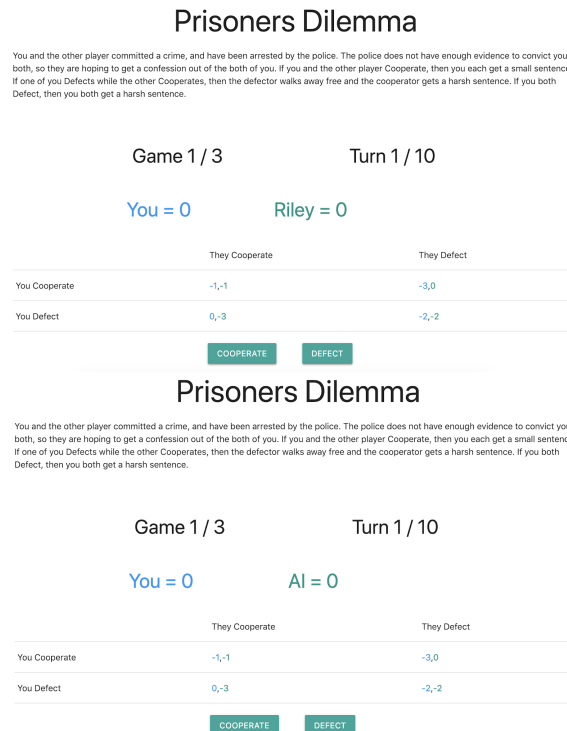 Prisoners Dilemma
You and the other player committed a crime, and have been arrested by the police. The police does not have enough evidence to convict you
both, so they are hoping to get a confession out of the both of you. If you and the other player Cooperate, then you each get a small sentence
If one of you Defects while the other Cooperates, then the defector walks away free and the cooperator gets a harsh sentence. If you both
Defect, then you both get a harsh sentence.
Game 1 / 3 Turn 1 / 10
You = 0 Riley = 0
They Cooperate They Defect
You Cooperate -1,-1 -3,0
You Defect 0,-3 -2,-2
COOPERATE DEFECT
Prisoners Dilemma
You and the other player committed a crime, and have been arrested by the police. The police does not have enough evidence to convict you
both, so they are hoping to get a confession out of the both of you. If you and the other player Cooperate, then you each get a small sentenc
If one of you Defects while the other Cooperates, then the defector walks away free and the cooperator gets a harsh sentence. If you both
Defect, then you both get a harsh sentence.
Game 1 / 3 Turn 1 / 10
You = 0 AI = 0
They Cooperate They Defect
You Cooperate -1,-1 -3,0
You Defect 0,-3 -2,-2
COOPERATE DEFECT